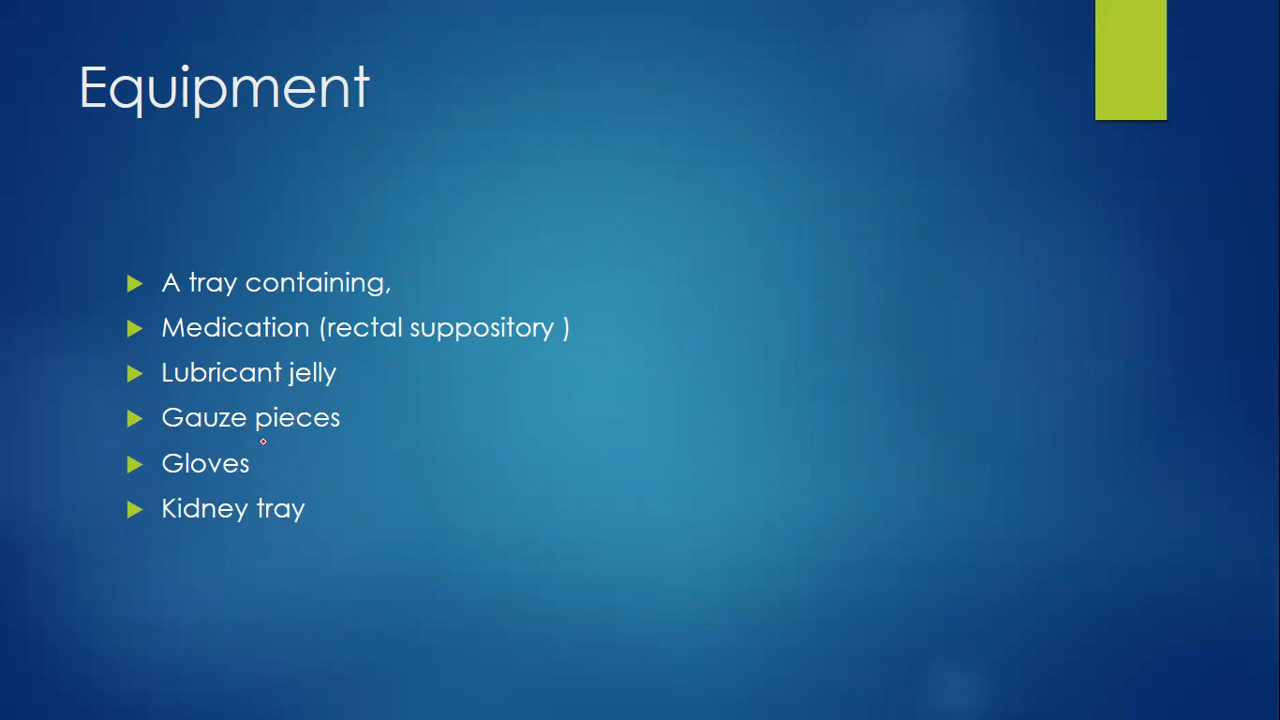 Equipment
A tray containing,
Medication (rectal suppository )
Lubricant jelly
Gauze pieces
Gloves
Kidney tray